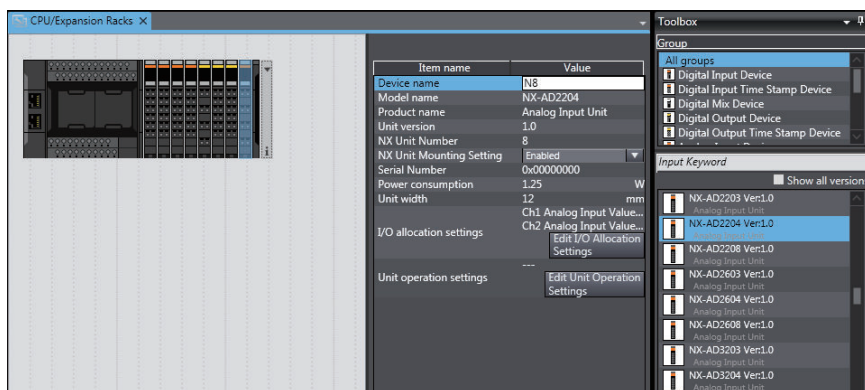 CPU/Expansion Racks
Item name Value
Device name N8
Model name NX-AD2204
Product name Analog Input Unit
Unit version 1.0
NX Unit Number 8
NX Unit Mounting Setting Enabled
Serial Number 0x00000000
Power consumption 1.25 W
Unit width 12 mm
I/O allocation settings
Ch1 Analog Input Value...
Ch2 Analog Input Value...
Edit I/O Allocation
Settings
Unit operation settings
---
Edit Unit Operation
Settings
Toolbox
Group
All groups
Digital Input Device
Digital Input Time Stamp Device
Digital Mix Device
Digital Output Device
Digital Output Time Stamp Device
Input Keyword
Show all version
NX-AD2203 Ver:1.0
Analog Input Unit
NX-AD2204 Ver:1.0
Analog Input Unit
NX-AD2208 Ver:1.0
Analog Input Unit
NX-AD2603 Ver:1.0
Analog Input Unit
NX-AD2604 Ver:1.0
Analog Input Unit
NX-AD2608 Ver:1.0
Analog Input Unit
NX-AD3203 Ver:1.0
Analog Input Unit
NX-AD3204 Ver:1.0
Analog Input Unit